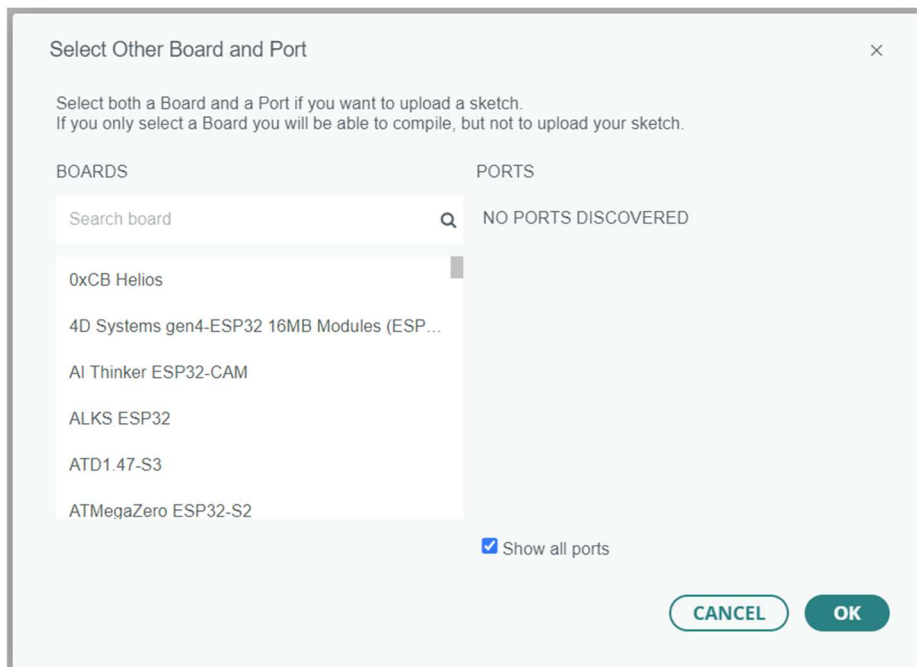 Select Other Board and Port
Select both a Board and a Port if you want to upload a sketch.
If you only select a Board you will be able to compile, but not to upload your sketch.
BOARDS
Search board
0xCB Helios
4D Systems gen4-ESP32 16MB Modules (ESP...
AI Thinker ESP32-CAM
ALKS ESP32
ATD1.47-S3
ATMegaZero ESP32-S2
PORTS
NO PORTS DISCOVERED
Show all ports
CANCEL
OK